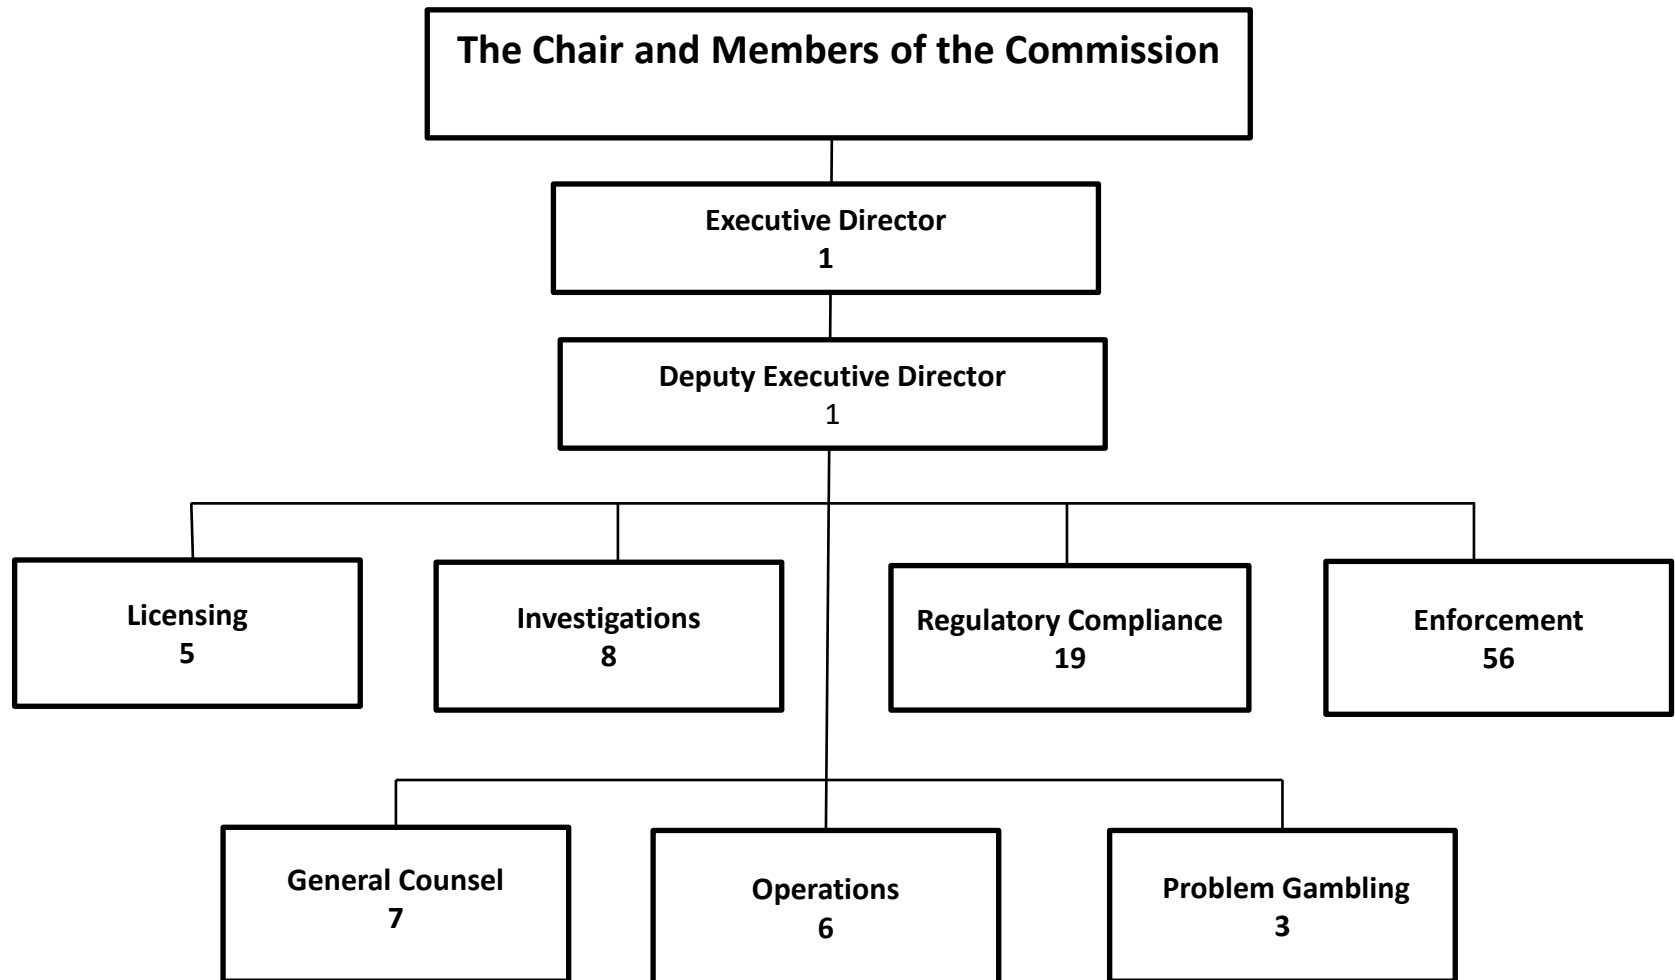 The Chair and Members of the Commission
Executive Director
1
Deputy Executive Director
1
Licensing
5
Investigations
8
Regulatory Compliance
19
Enforcement
56
General Counsel
7
Operations
6
Problem Gambling
3